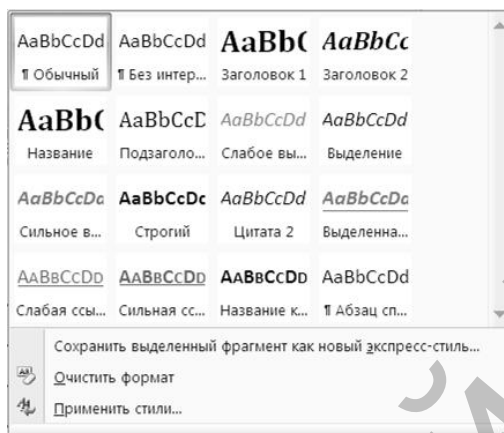 AaBbCcDd AaBbCcDd AaBb( AaBbCc
¶ Обычный ¶ Без интер... Заголовок 1 Заголовок 2
AaBb( AaBbCcD AaBbCcDd AaBbCcDd
Название Подзаголо... Слабое вы... Выделение
AaBbCcDd AaBbCcDc AaBbCcDd AaBbCcDd
Сильное в... Строгий Цитата 2 Выделенна...
AaBbCcDd AaBbCcDd AaBbCcDd AaBbCcDd
Слабая ссы... Сильная сс... Название к... ¶ Абзац сп...
Сохранить выделенный фрагмент как новый экспресс-стиль...
Очистить формат
Применить стили...